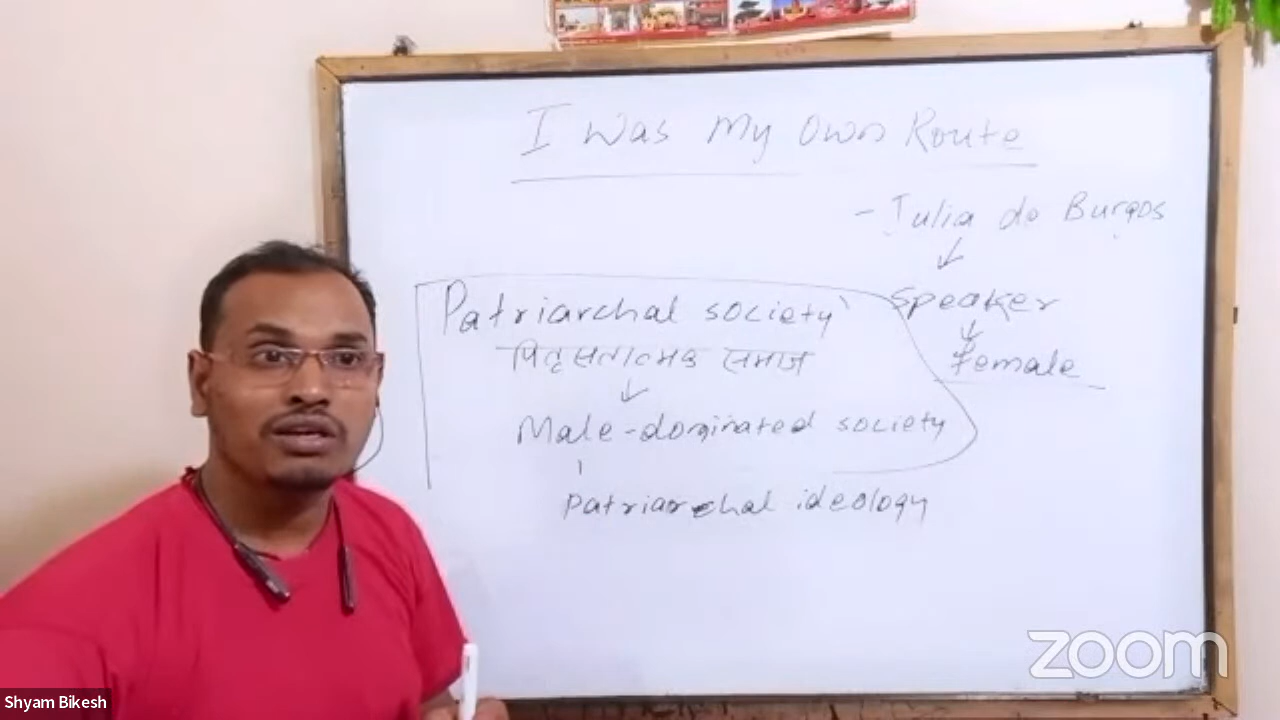 I Was My Own Route
- Julia de Burgos
Speaker
Female
Patriarchal society
पितृसत्तात्मक समाज
Male-dominated society
Patriarchal ideology
zoom
Shyam Bikesh